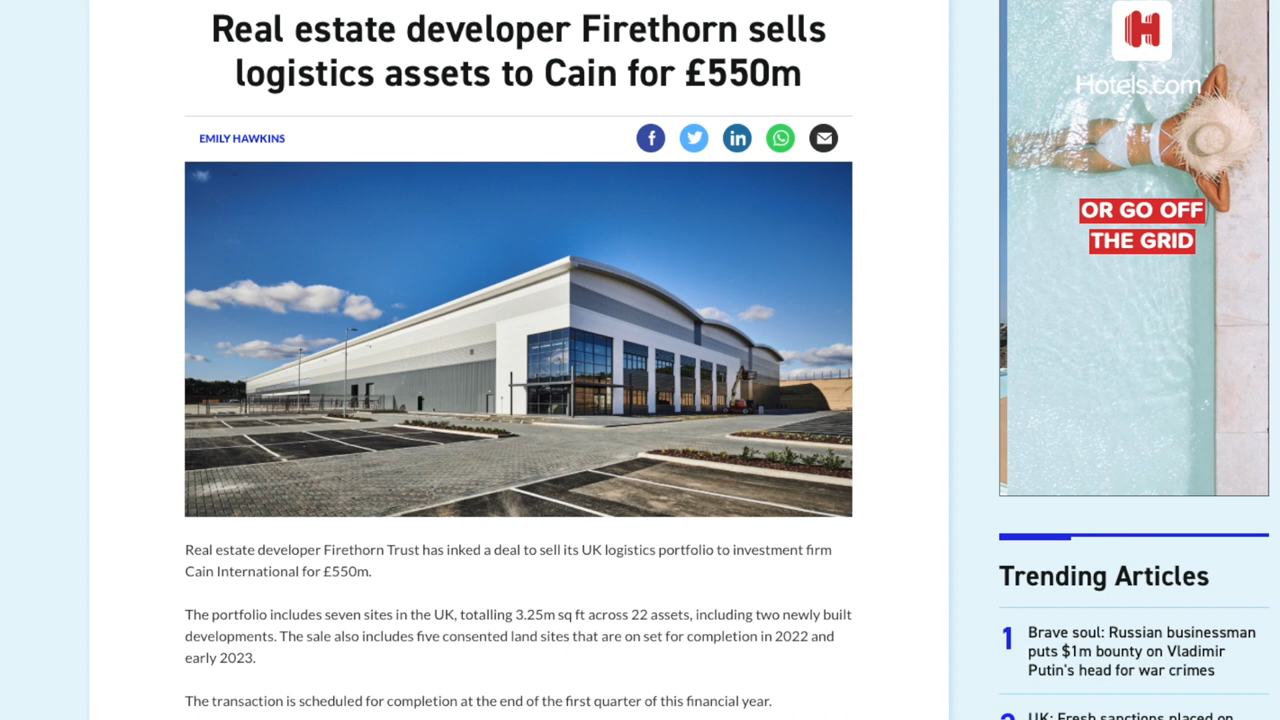 Real estate developer Firethorn sells
logistics assets to Cain for £550m
EMILY HAWKINS
Real estate developer Firethorn Trust has inked a deal to sell its UK logistics portfolio to investment firm
Cain International for £550m.
The portfolio includes seven sites in the UK, totalling 3.25m sq ft across 22 assets, including two newly built
developments. The sale also includes five consented land sites that are on set for completion in 2022 and
early 2023.
The transaction is scheduled for completion at the end of the first quarter of this financial year.
H
Hotels.com
OR GO OFF
THE GRID
Trending Articles
1 Brave soul: Russian businessman
puts $1m bounty on Vladimir
Putin's head for war crimes
2 UK: Fresh sanctions placed on